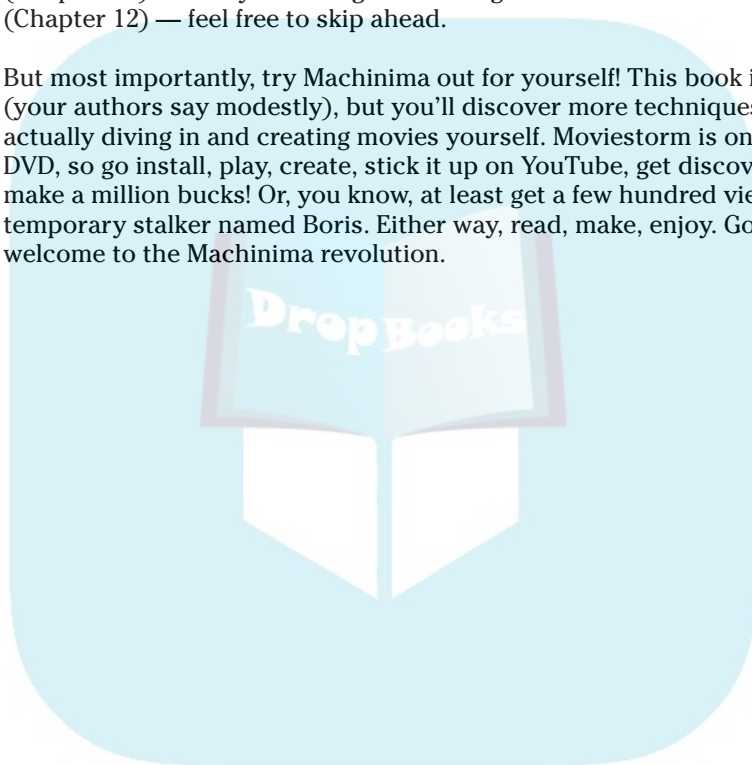 (Chapter 12) — feel free to skip ahead.
But most importantly, try Machinima out for yourself! This book
(your authors say modestly), but you’ll discover more techniques
actually diving in and creating movies yourself. Moviestorm is on
DVD, so go install, play, create, stick it up on YouTube, get
make a million bucks! Or, you know, at least get a few hundred
temporary stalker named Boris. Either way, read, make, enjoy.
welcome to the Machinima revolution.
DropBooks